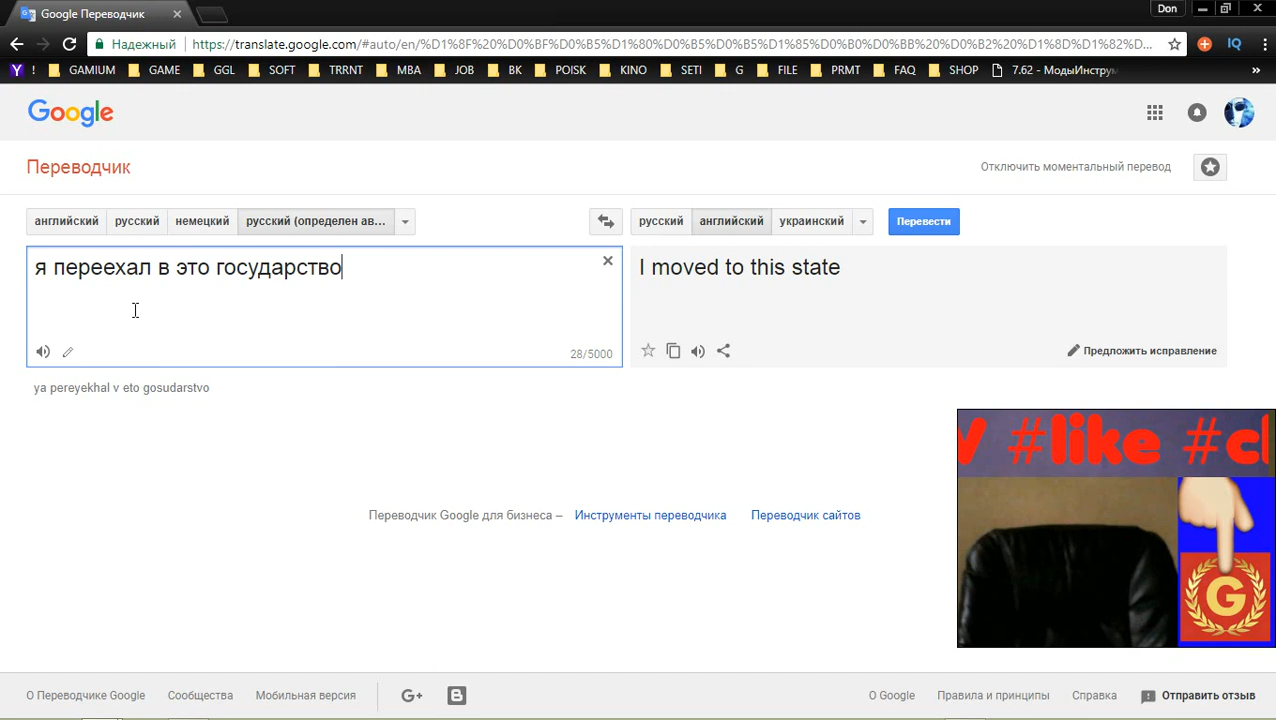 Google Переводчик
Don
Надежный
https://translate.google.com/#auto/en/%D1%8F%20%D0%BF%D0%B5%D1%80%D0%B5%D0%B5%D1%85%D0%B0%D0%BB%20%D0%B2%20%D1%8D%D1%82%D...
! GAMIUM GAME GGL SOFT TRRNT MBA JOB BK POISK KINO SETI G FILE PRMT FAQ SHOP 7.62 - МодыИнструм »
Google
Переводчик
Отключить моментальный перевод
английский русский немецкий русский (определен ав... русский английский украинский Перевести
я переехал в это государство
I moved to this state
28/5000
Предложить исправление
ya pereyekhal v eto gosudarstvo
#like #cl
G
Переводчик Google для бизнеса – Инструменты переводчика Переводчик сайтов
О Переводчике Google Сообщества Мобильная версия G+ B О Google Правила и принципы Справка Отправить отзыв